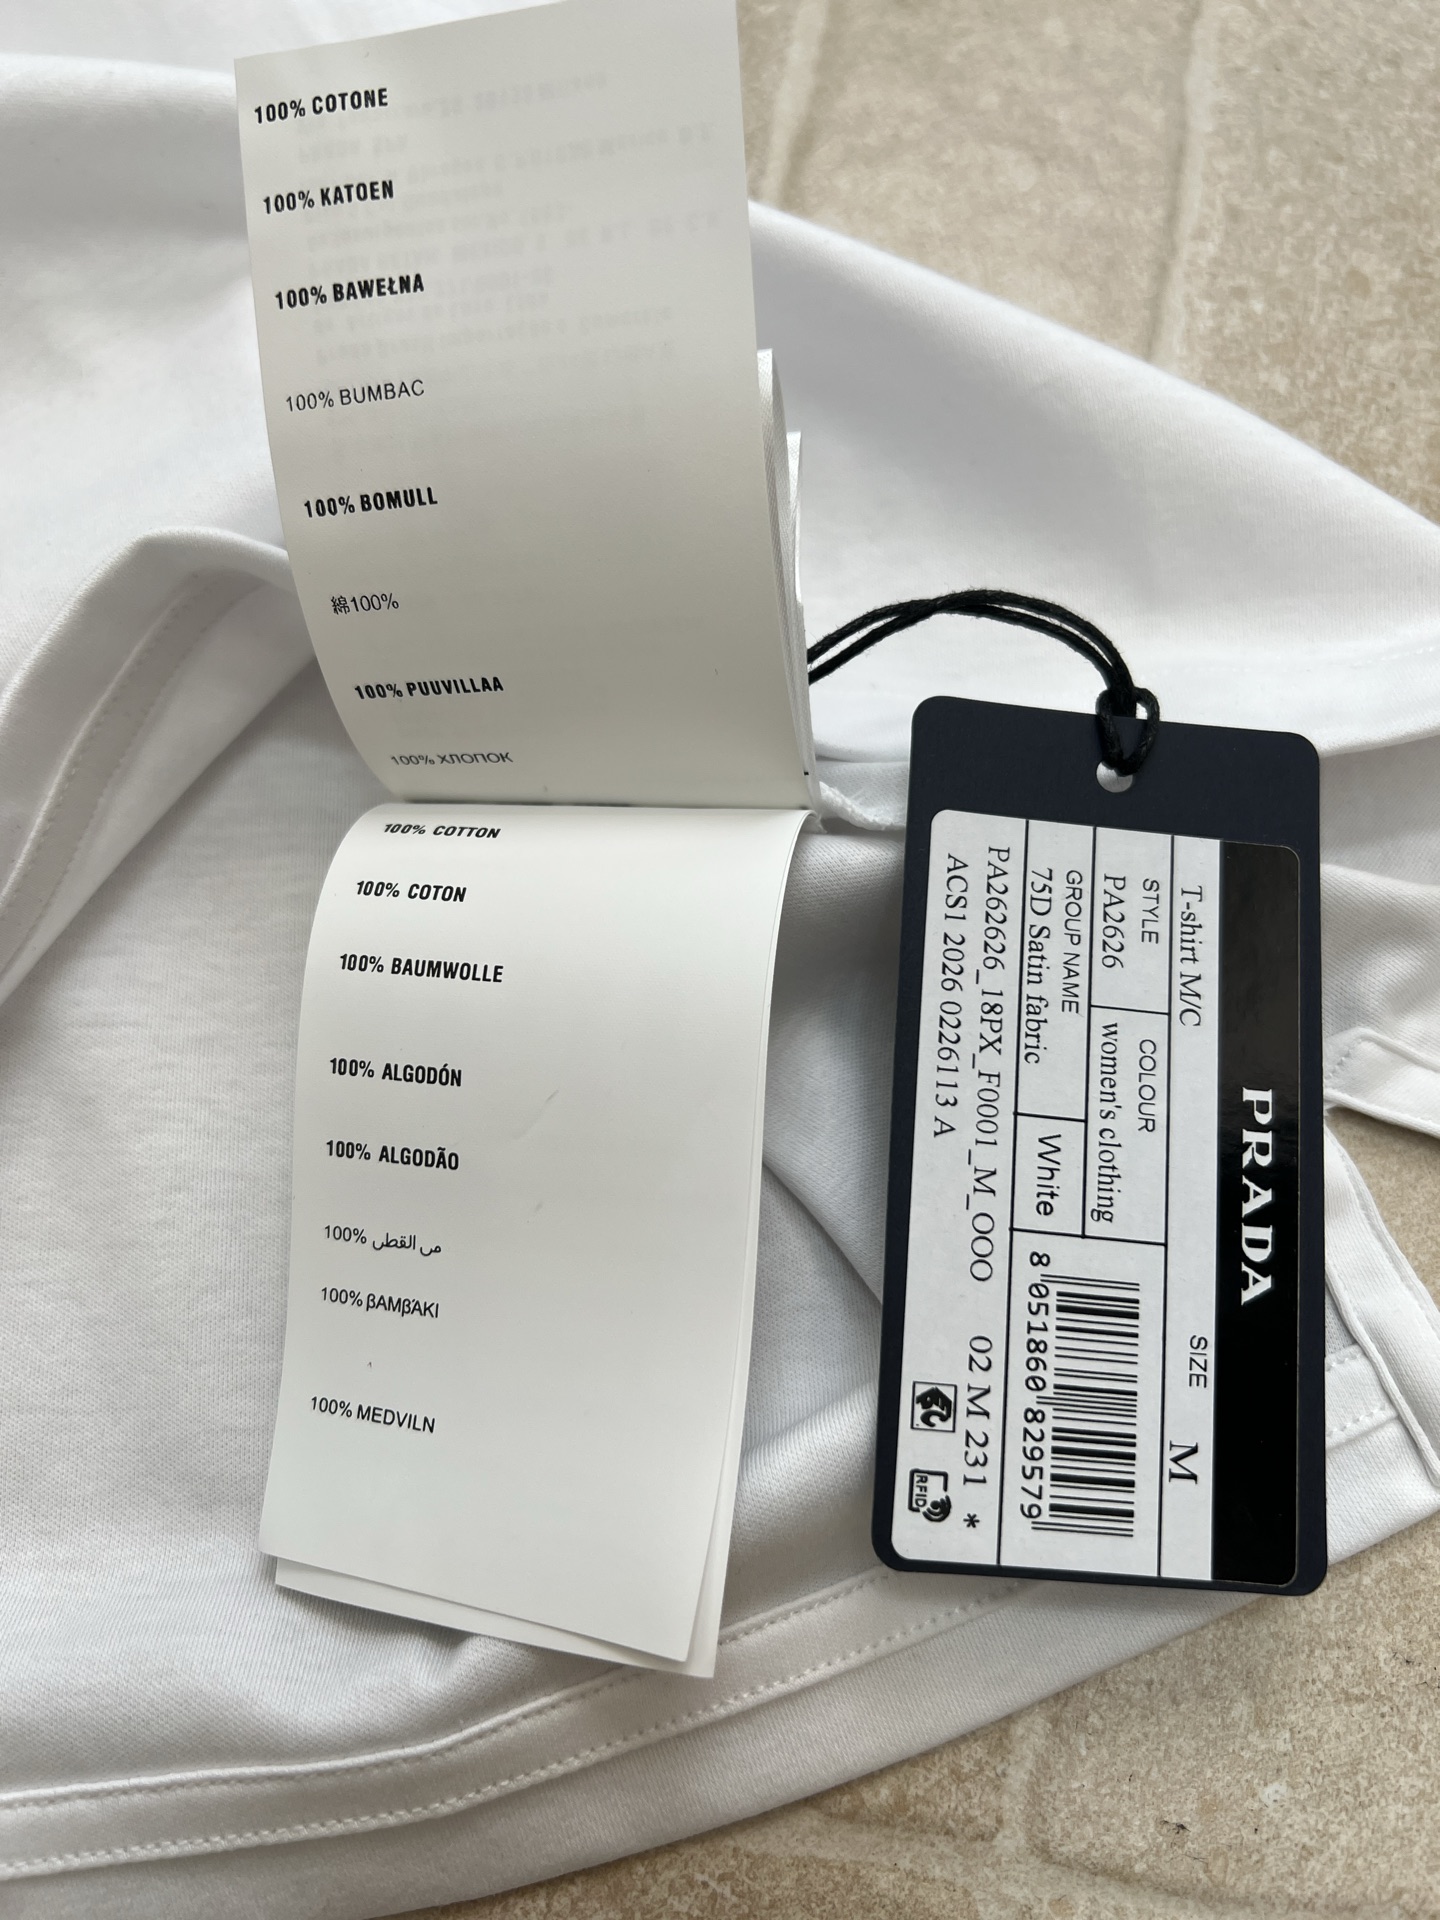 100% COTONE
100% KATOEN
100% BAWEŁNA
100% BUMBAC
100% BOMULL
綿100%
100% PUUVILLAA
100% ХЛОПОК
100% COTTON
100% COTON
100% BAUMWOLLE
100% ALGODÓN
100% ALGODÃO
100% من القطن
100% βΑΜβΆΚΙ
100% MEDVILN
PRADA
T-shirt M/C
SIZE M
STYLE
PA2626
COLOUR
women's clothing
GROUP NAME
75D Satin fabric
White
8 051860 829579
PA262626_18PX_F0001_M_OOO 02 M 231 *
ACS1 2026 0226113 A
RFID